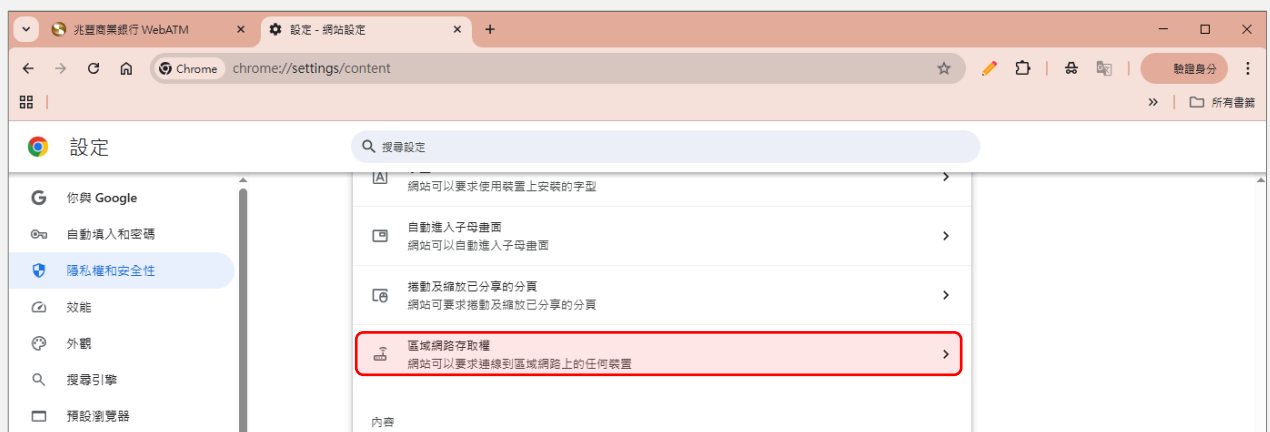 兆豐商業銀行 WebATM
設定 - 網站設定
Chrome
chrome://settings/content
驗證身分
所有書籤
設定
搜尋設定
你與 Google
自動填入和密碼
隱私權和安全性
效能
外觀
搜尋引擎
預設瀏覽器
網站可以要求使用裝置上安裝的字型
自動進入子母畫面
網站可以自動進入子母畫面
捲動及縮放已分享的分頁
網站可要求捲動及縮放已分享的分頁
區域網路存取權
網站可以要求連線到區域網路上的任何裝置
內容